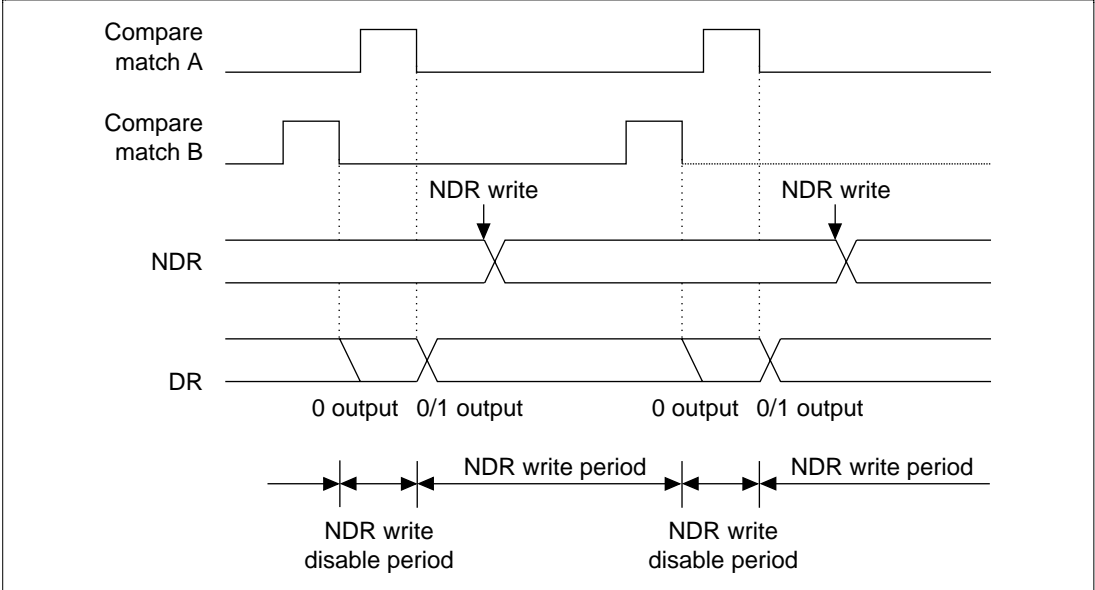 Compare
match A
Compare
match B
NDR write NDR write
NDR
DR
0 output 0/1 output 0 output 0/1 output
NDR write period NDR write period
NDR write
disable period
NDR write
disable period